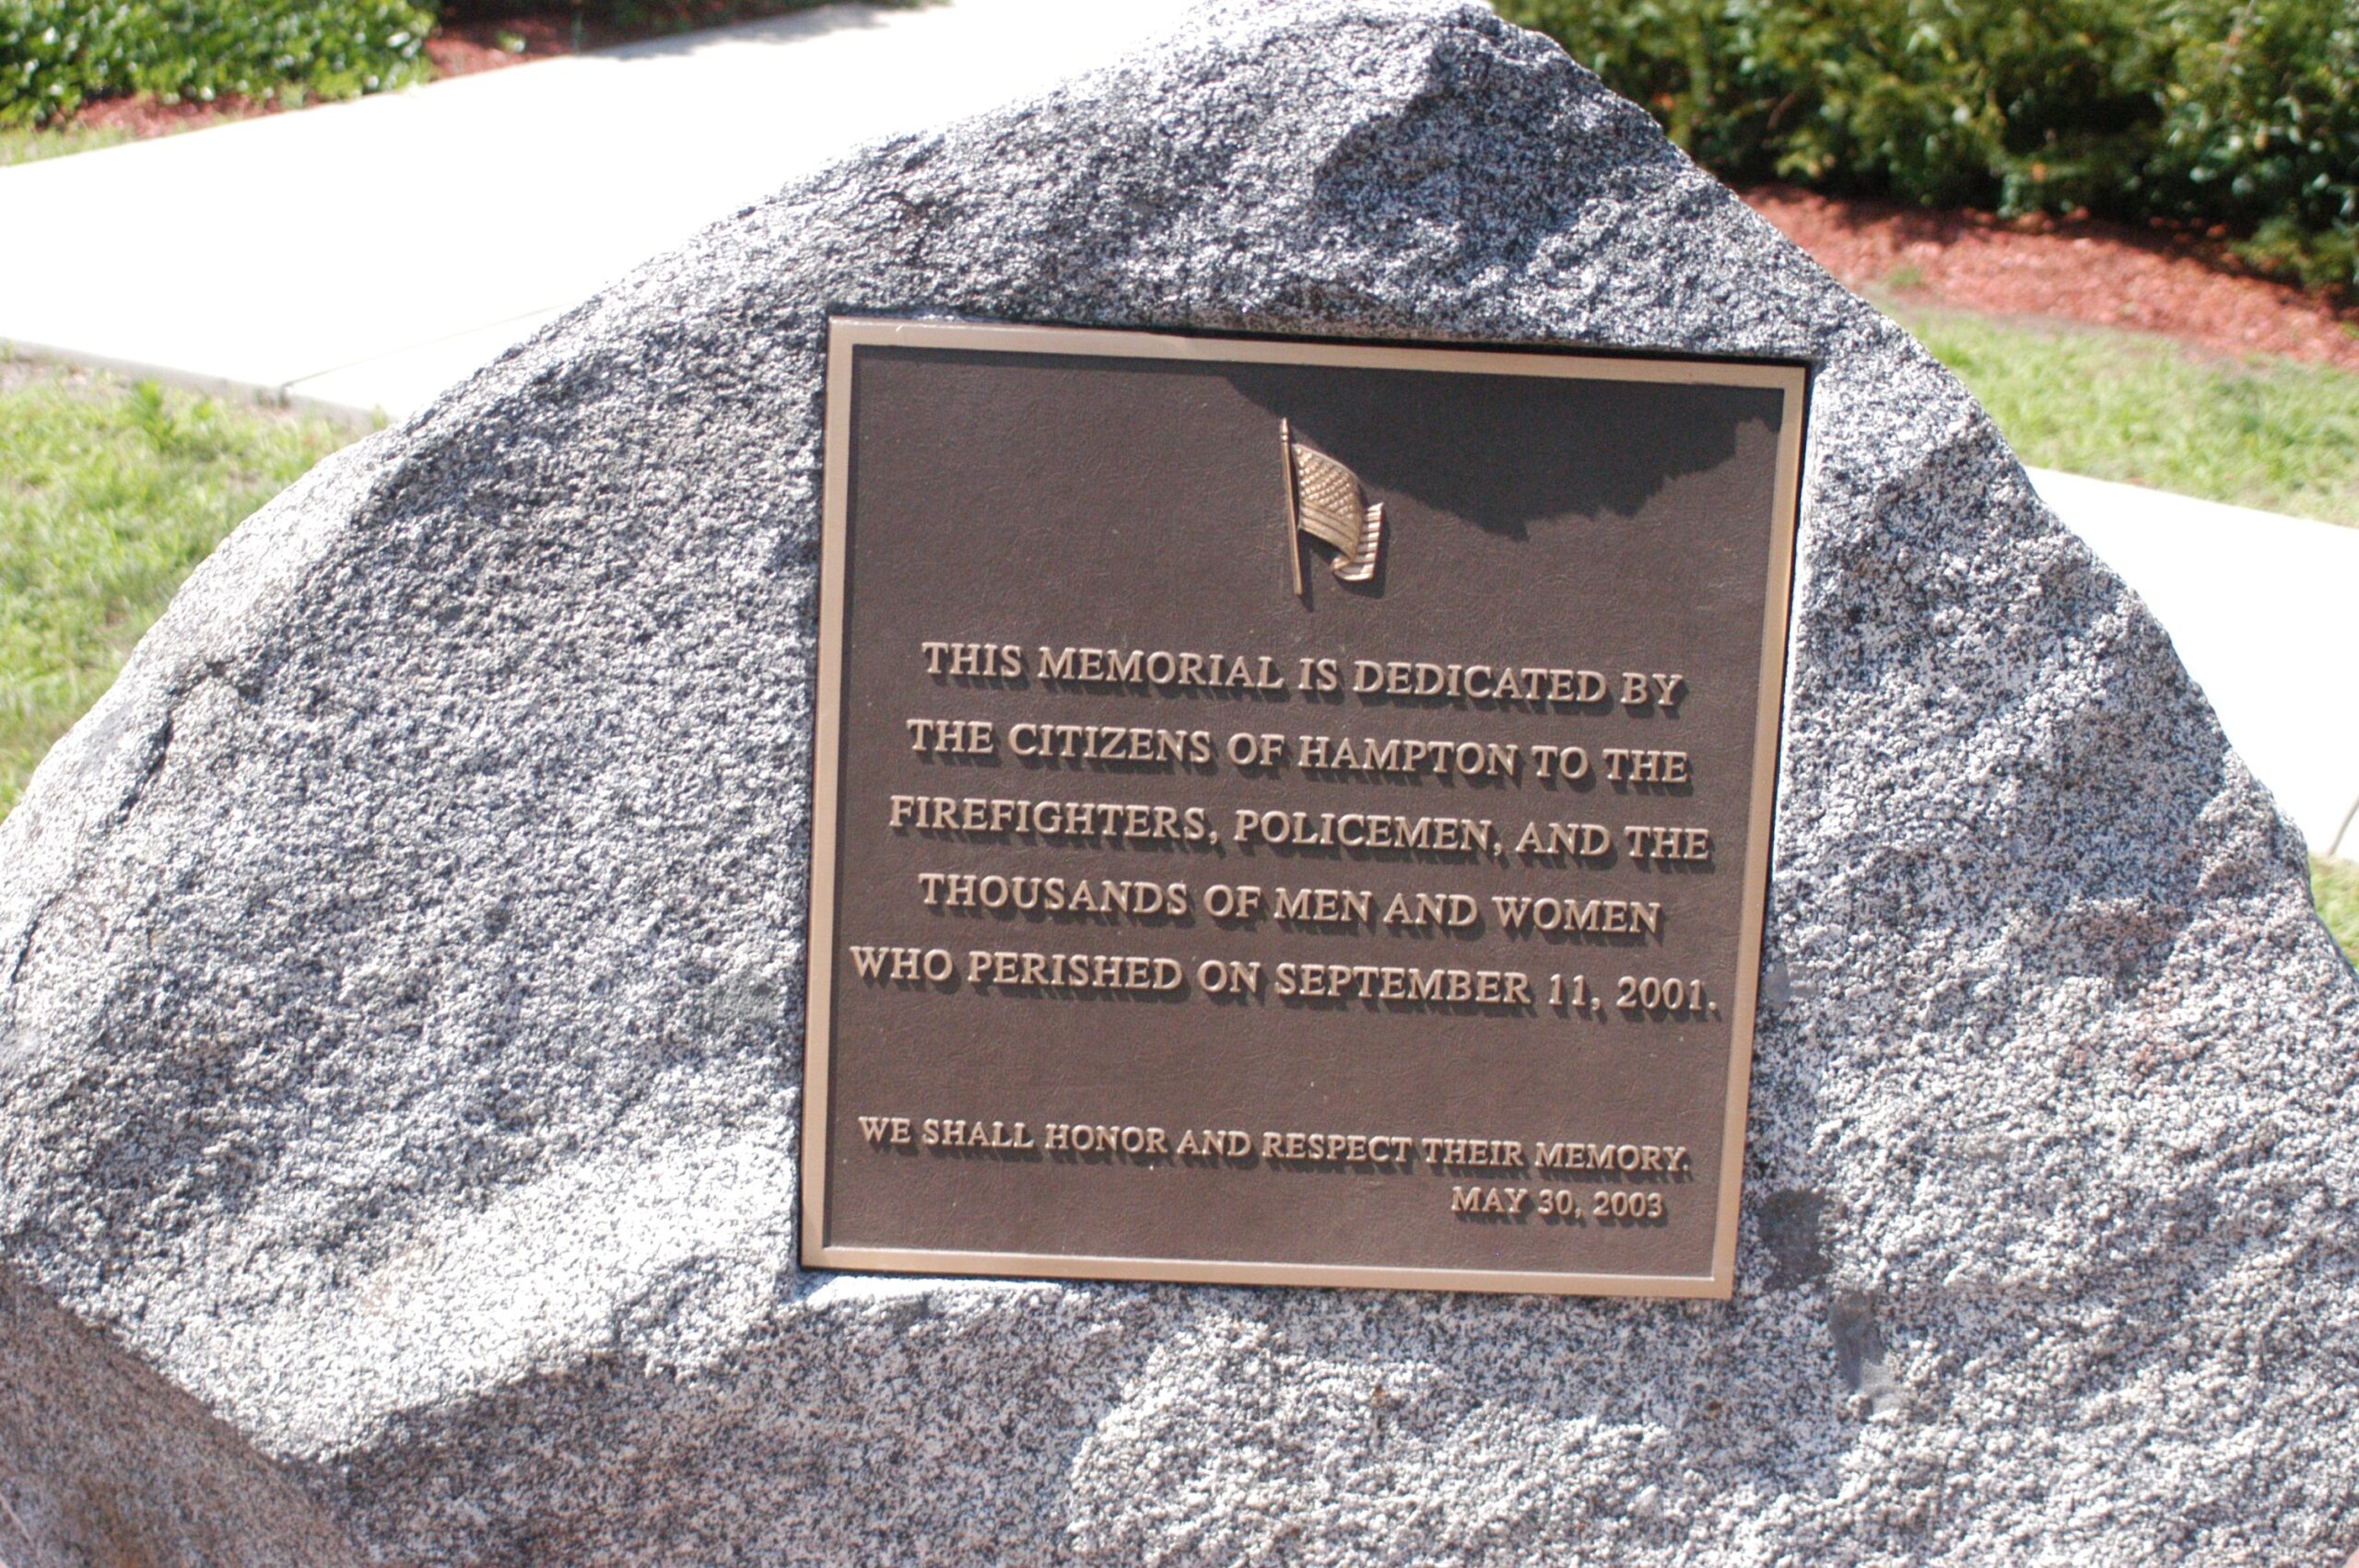 THIS MEMORIAL IS DEDICATED BY
THE CITIZENS OF HAMPTON TO THE
FIREFIGHTERS, POLICEMEN, AND THE
THOUSANDS OF MEN AND WOMEN
WHO PERISHED ON SEPTEMBER 11, 2001.
WE SHALL HONOR AND RESPECT THEIR MEMORY.
MAY 30, 2003